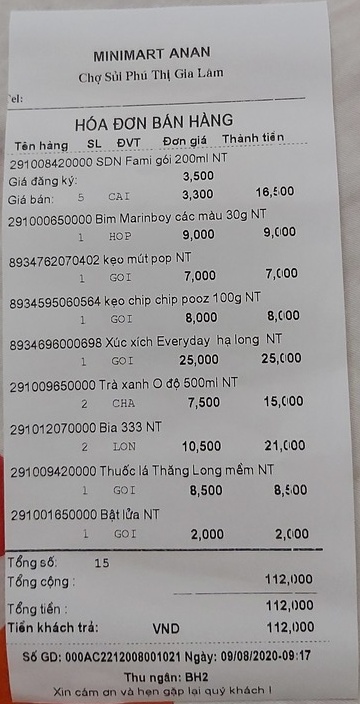 MINIMART ANAN
Chợ Sủi Phú Thị Gia Lâm
Tel:
HÓA ĐƠN BÁN HÀNG
Tên hàng SL ĐVT Đơn giá Thành tiền
291008420000 SDN Fami gói 200ml NT
Giá đăng ký: 3,500
Giá bán: 5 CAI 3,300 16,500
291000650000 Bim Marinboy các màu 30g NT
1 HOP 9,000 9,000
8934762070402 kẹo mút pop NT
1 GOI 7,000 7,000
8934595060564 kẹo chip chip pooz 100g NT
1 GOI 8,000 8,000
8934696000698 Xúc xích Everyday hạ long NT
1 GOI 25,000 25,000
291009650000 Trà xanh O độ 500ml NT
2 CHA 7,500 15,000
291012070000 Bia 333 NT
2 LON 10,500 21,000
291009420000 Thuốc lá Thăng Long mềm NT
1 GOI 8,500 8,500
291001650000 Bật lửa NT
1 GOI 2,000 2,000
Tổng số: 15
Tổng cộng : 112,000
Tổng tiền : 112,000
Tiền khách trả: VND 112,000
Số GD: 000AC2212008001021 Ngày: 09/08/2020-09:17
Thu ngân: BH2
Xin cám ơn và hẹn gặp lại quý khách !